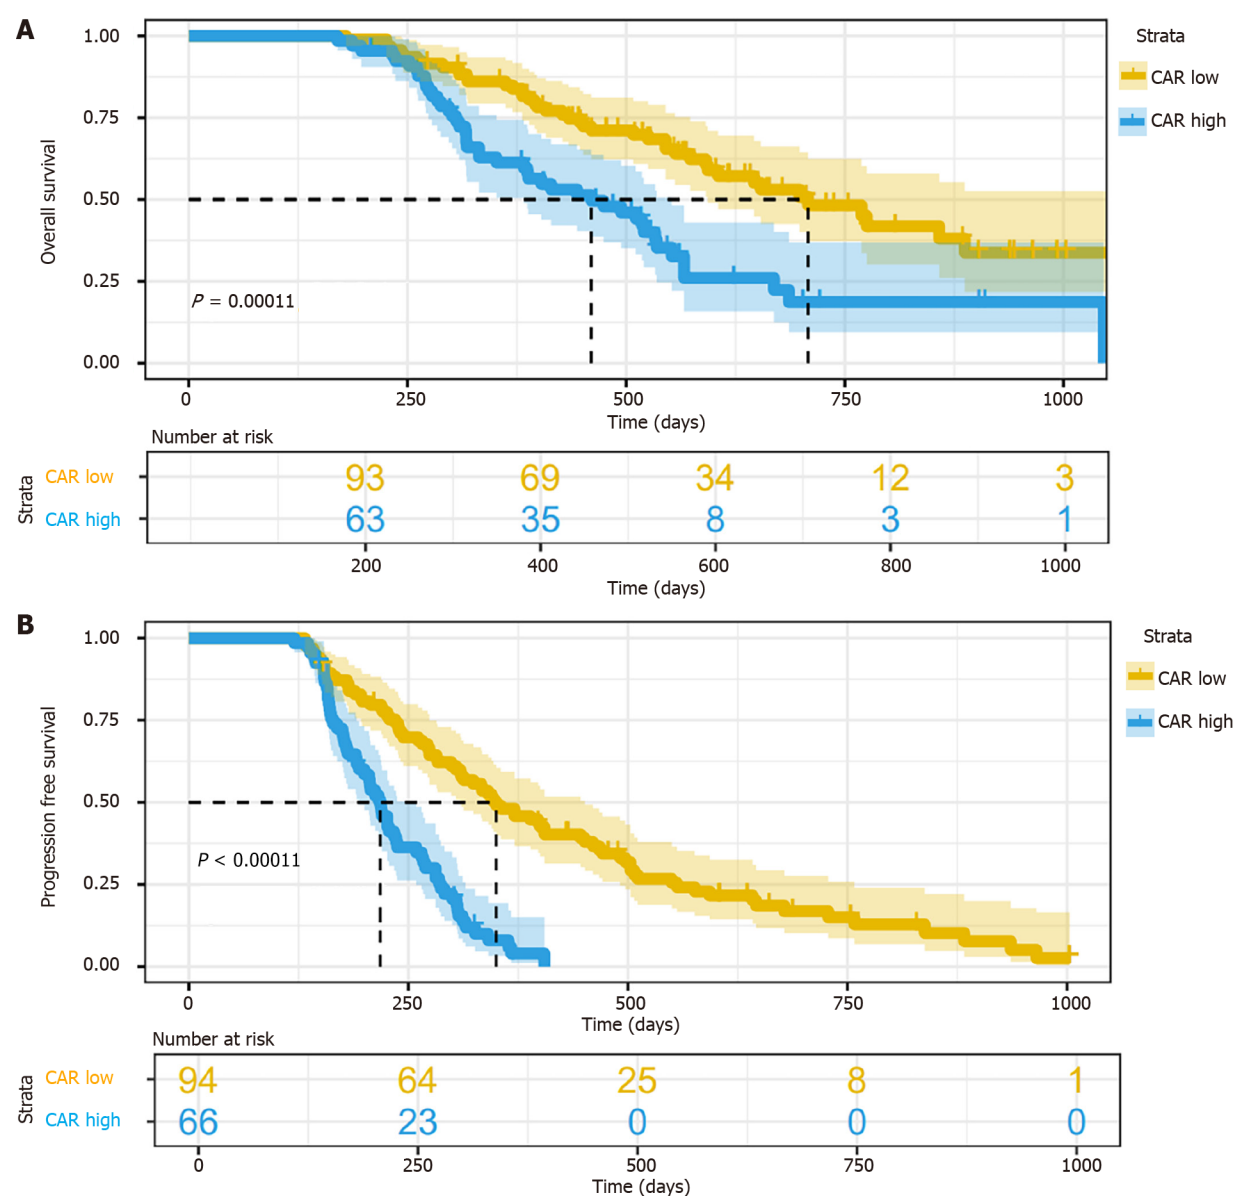 A
Strata
CAR low
CAR high
Overall survival
1.00
0.75
0.50
0.25
0.00
P = 0.00011
0 250 500 750 1000
Time (days)
Number at risk
Strata
CAR low 93 69 34 12 3
CAR high 63 35 8 3 1
200 400 600 800 1000
Time (days)
B
Strata
CAR low
CAR high
Progression free survival
1.00
0.75
0.50
0.25
0.00
P < 0.00011
0 250 500 750 1000
Time (days)
Number at risk
Strata
CAR low 94 64 25 8 1
CAR high 66 23 0 0 0
0 250 500 750 1000
Time (days)